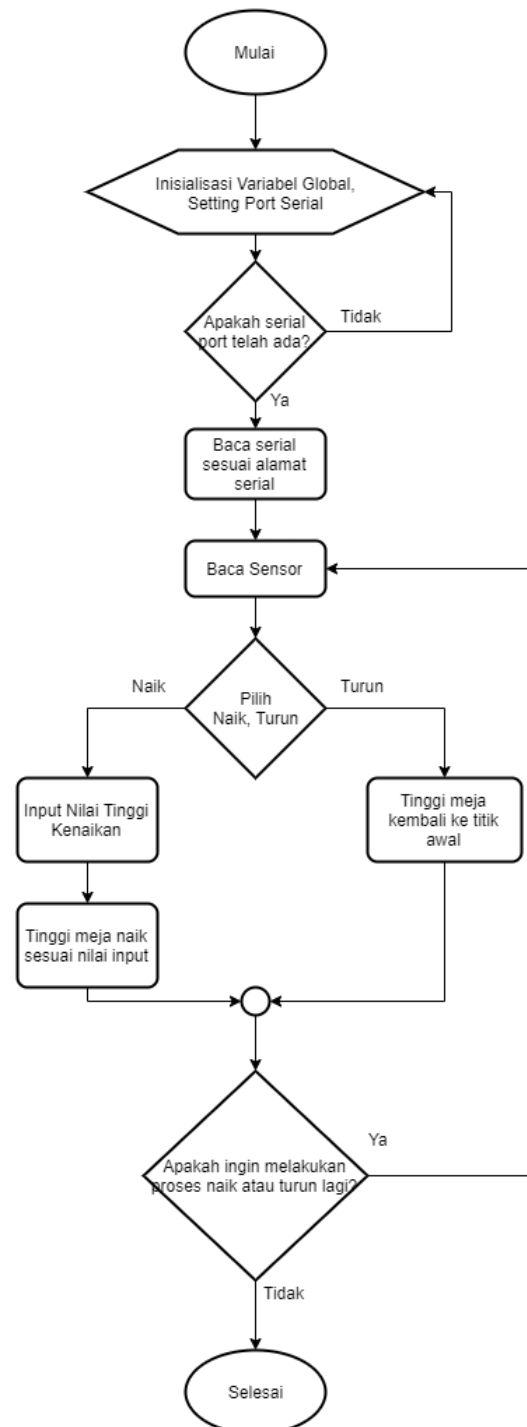 Mulai
Inisialisasi Variabel Global,
Setting Port Serial
Apakah serial
port telah ada?
Tidak
Ya
Baca serial
sesuai alamat
serial
Baca Sensor
Naik
Pilih
Naik, Turun
Turun
Input Nilai Tinggi
Kenaikan
Tinggi meja
kembali ke titik
awal
Tinggi meja naik
sesuai nilai input
Apakah ingin melakukan
proses naik atau turun lagi?
Ya
Tidak
Selesai